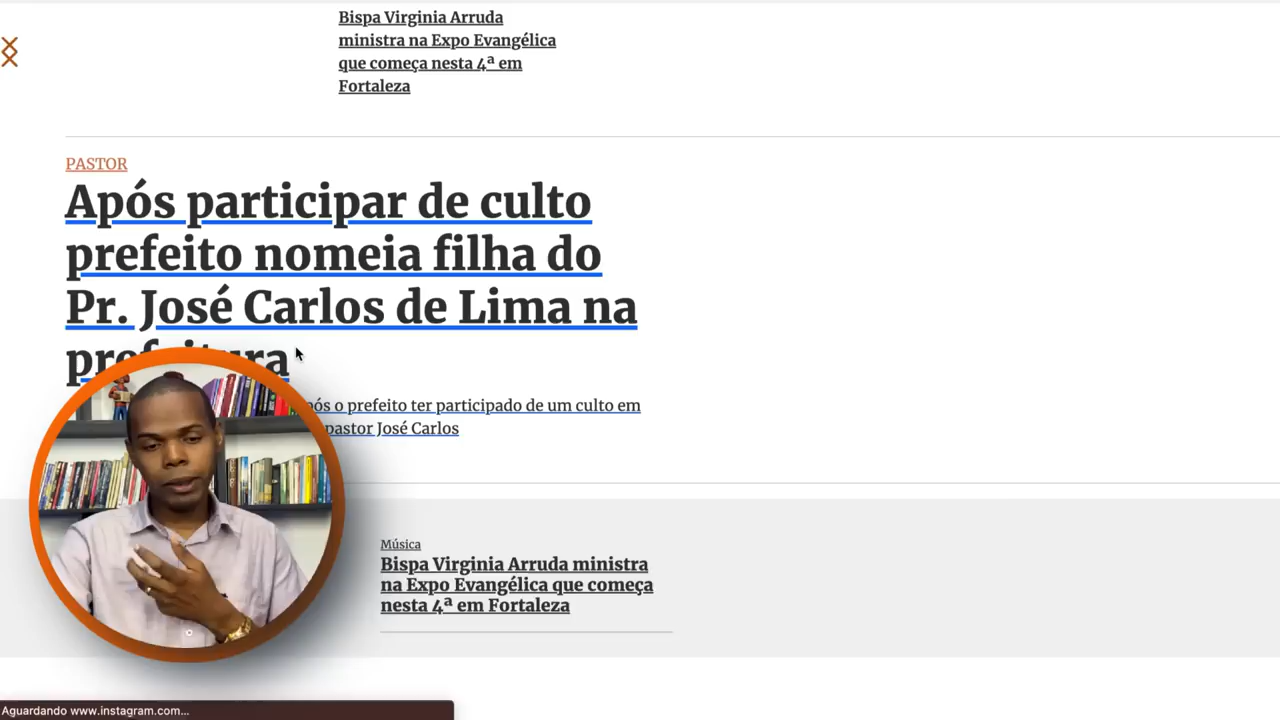 Bispa Virginia Arruda
ministra na Expo Evangélica
que começa nesta 4ª em
Fortaleza
PASTOR
Após participar de culto
prefeito nomeia filha do
Pr. José Carlos de Lima na
prefeitura
o prefeito ter participado de um culto em
pastor José Carlos
Música
Bispa Virginia Arruda ministra
na Expo Evangélica que começa
nesta 4ª em Fortaleza
Aguardando www.instagram.com...